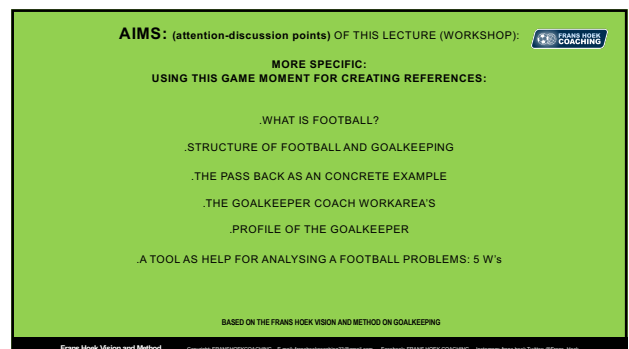 AIMS: (attention-discussion points) OF THIS LECTURE (WORKSHOP):
FRANS HOEK
COACHING
MORE SPECIFIC:
USING THIS GAME MOMENT FOR CREATING REFERENCES:
.WHAT IS FOOTBALL?
.STRUCTURE OF FOOTBALL AND GOALKEEPING
.THE PASS BACK AS AN CONCRETE EXAMPLE
.THE GOALKEEPER COACH WORKAREA'S
.PROFILE OF THE GOALKEEPER
.A TOOL AS HELP FOR ANALYSING A FOOTBALL PROBLEMS: 5 W's
BASED ON THE FRANS HOEK VISION AND METHOD ON GOALKEEPING
Frans Hoek Vision and Method